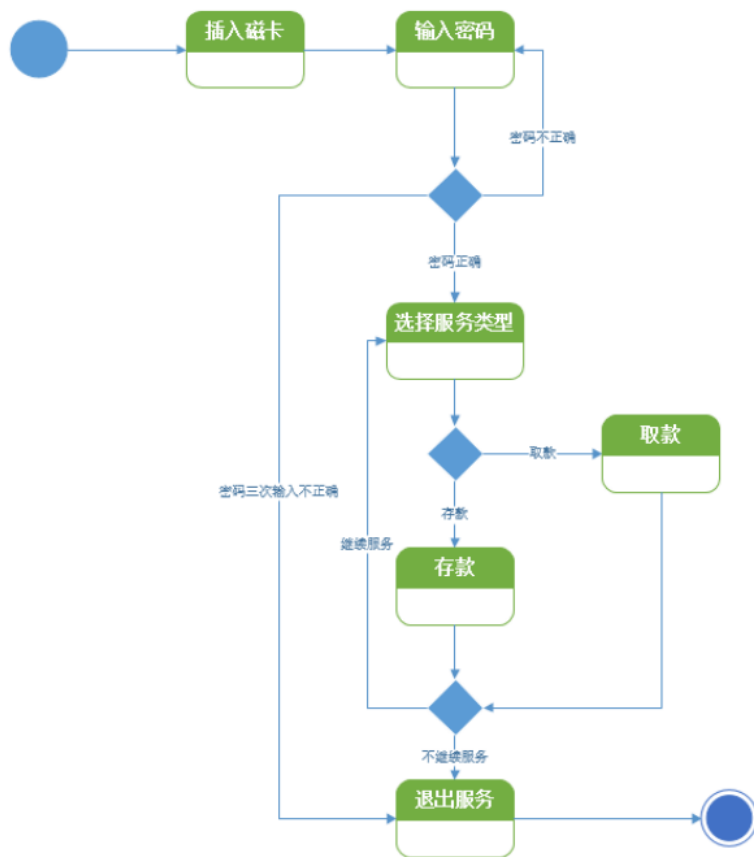 插入磁卡
输入密码
密码不正确
密码正确
选择服务类型
取款
取款
密码三次输入不正确
存款
继续服务
存款
不继续服务
退出服务